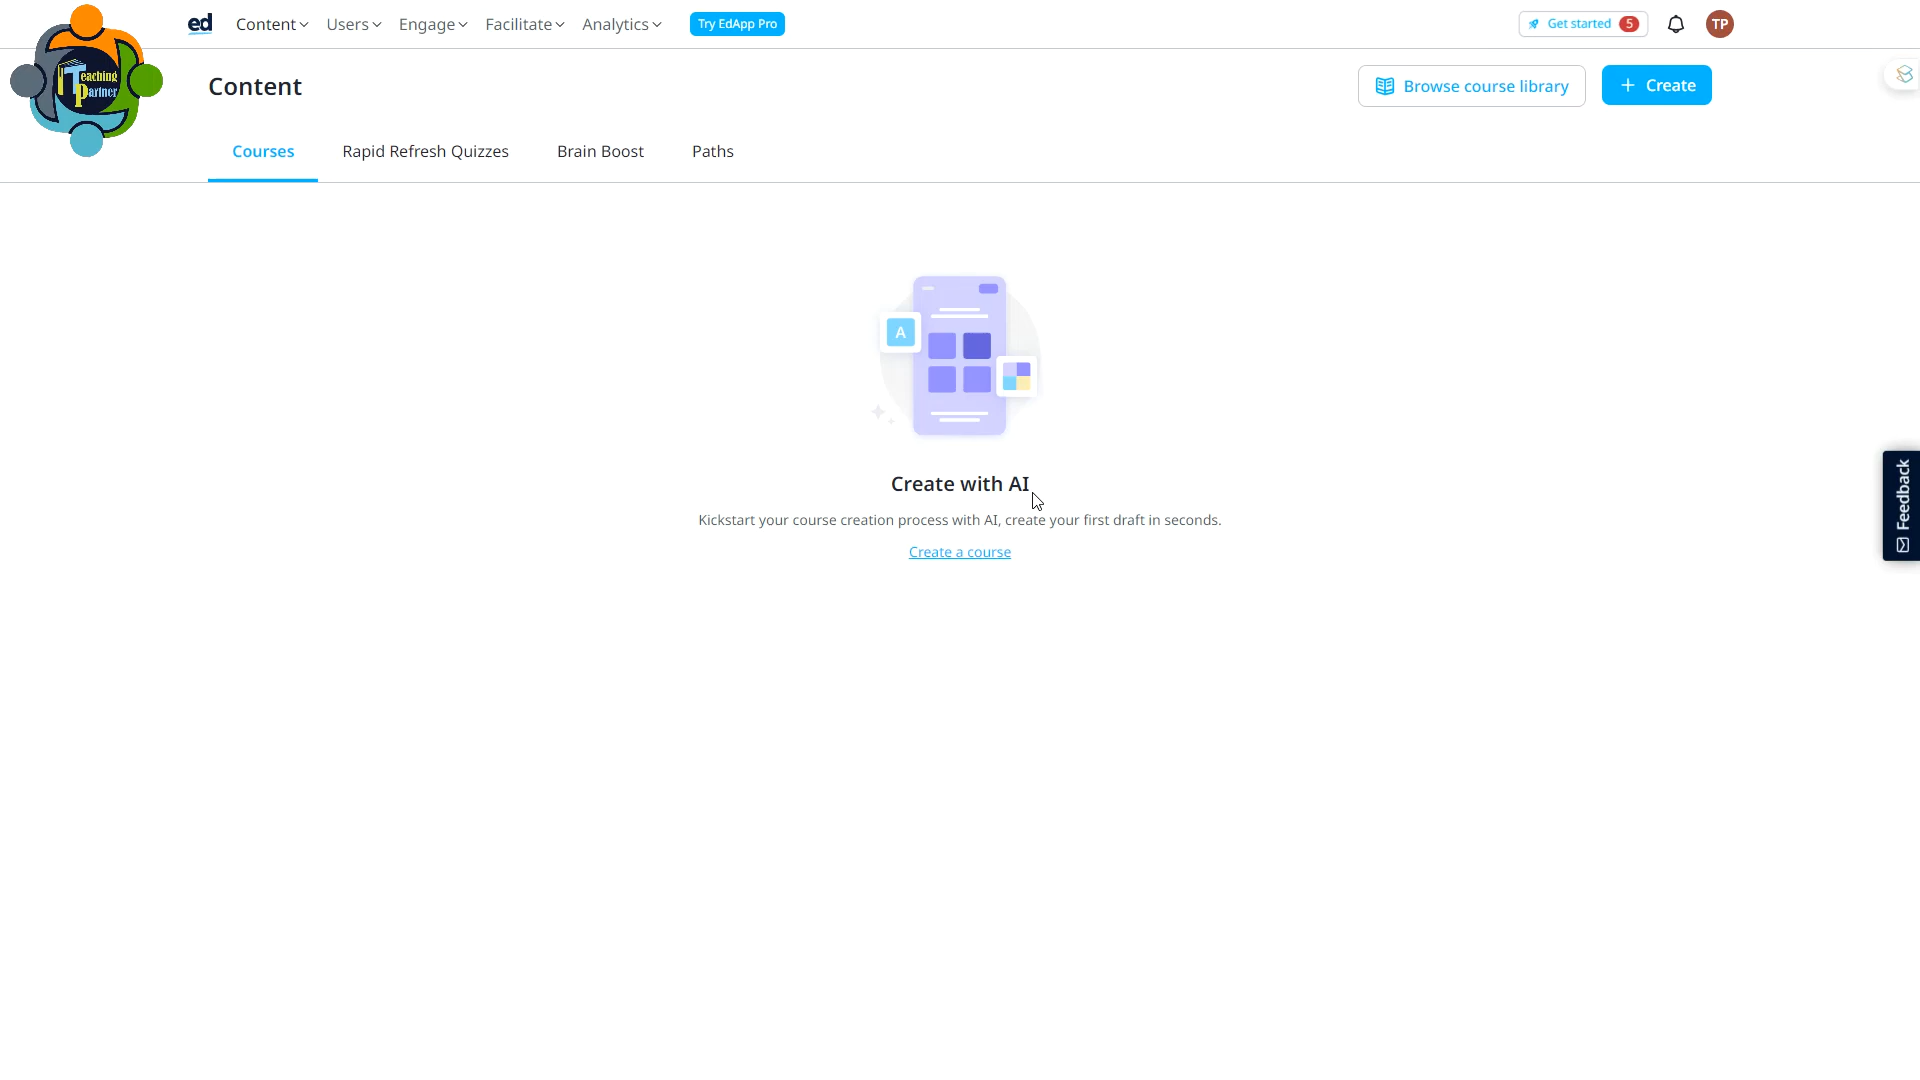 ed Content Users Engage Facilitate Analytics Try EdApp Pro Get started 5 TP
Teaching
Partner
Content Browse course library + Create
Courses Rapid Refresh Quizzes Brain Boost Paths
A
Create with AI
Kickstart your course creation process with AI, create your first draft in seconds.
Create a course
Feedback